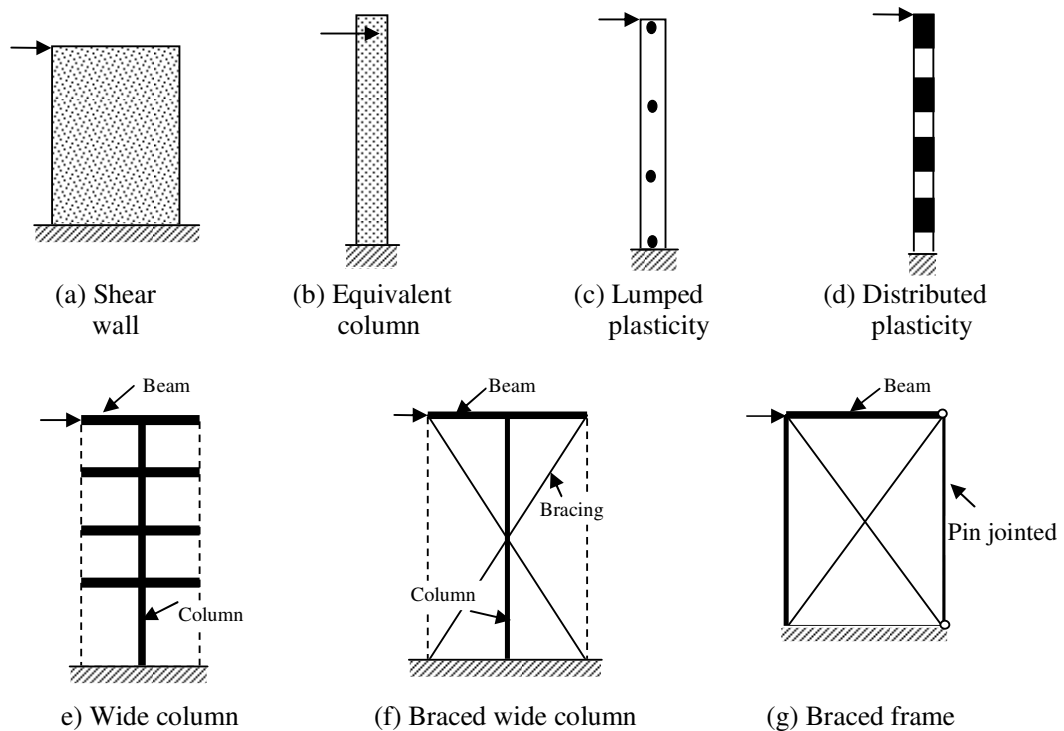 (a) Shear
wall
(b) Equivalent
column
(c) Lumped
plasticity
(d) Distributed
plasticity
Beam
Column
e) Wide column
Beam
Bracing
Column
(f) Braced wide column
Beam
Pin jointed
(g) Braced frame